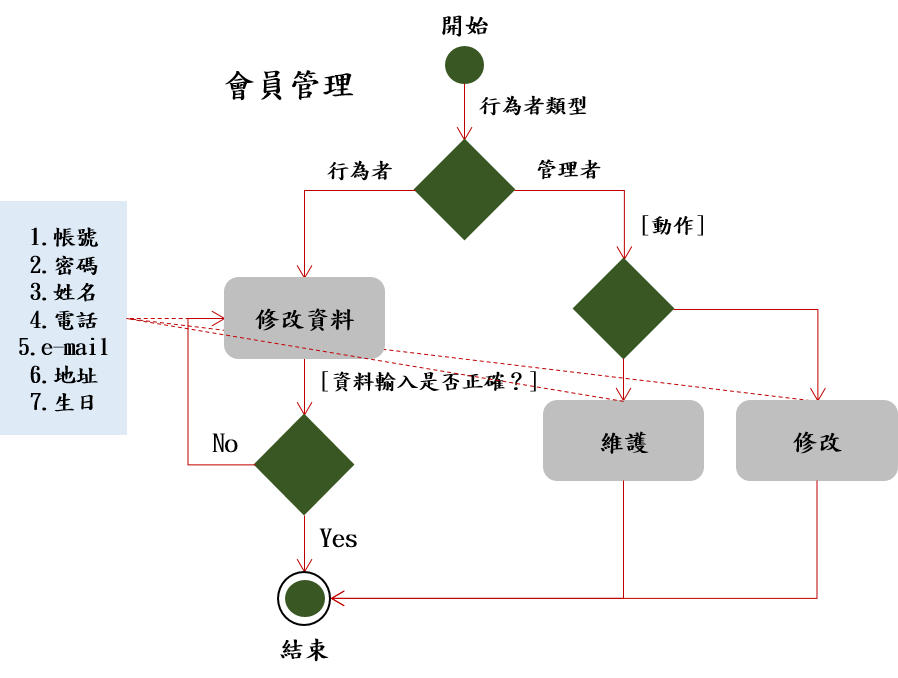 開始
會員管理
行為者類型
行為者
管理者
[動作]
1.帳號
2.密碼
3.姓名
4.電話
5.e-mail
6.地址
7.生日
修改資料
[資料輸入是否正確？]
No
維護
修改
Yes
結束